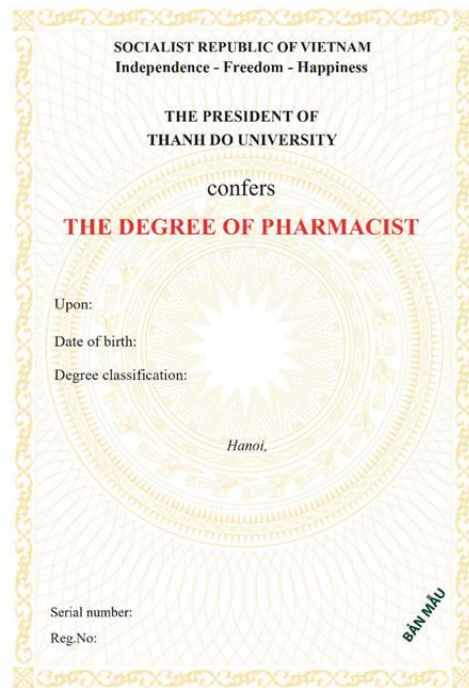 SOCIALIST REPUBLIC OF VIETNAM
Independence - Freedom - Happiness
THE PRESIDENT OF
THANH DO UNIVERSITY
confers
THE DEGREE OF PHARMACIST
Upon:
Date of birth:
Degree classification:
Hanoi,
Serial number:
Reg.No:
BẢN MẪU